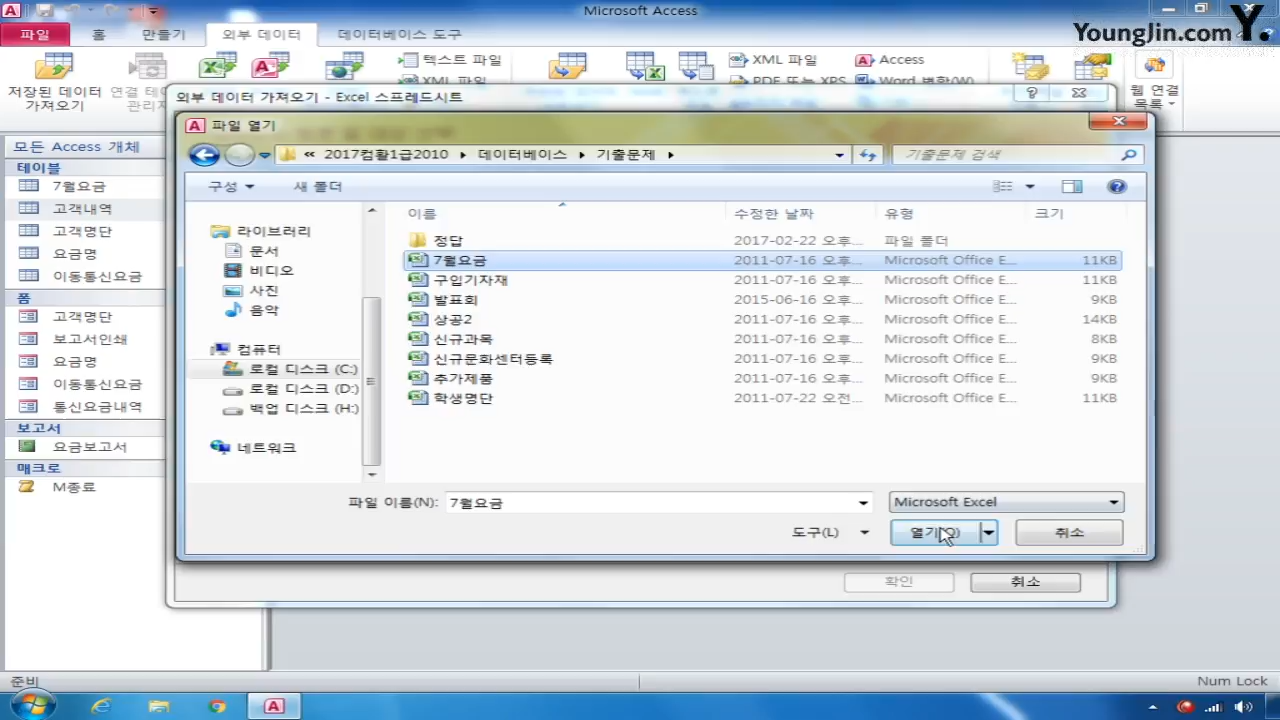 Microsoft Access
YoungJin.com Y.
파일 홈 만들기 외부 데이터 데이터베이스 도구
저장된 데이터 가져오기
텍스트 파일
XML 파일
Access
웹 연결 목록
외부 데이터 가져오기 - Excel 스프레드시트
파일 열기
« 2017컴활1급2010 데이터베이스 기출문제
기출문제 검색
구성 새 폴더
이름 수정한 날짜 유형 크기
정답 2017-02-22 오후... 파일 폴더
7월요금 2011-07-16 오후... Microsoft Office E... 11KB
구입기자재 2011-07-16 오후... Microsoft Office E... 11KB
발표회 2015-06-16 오후... Microsoft Office E... 9KB
상공2 2011-07-16 오후... Microsoft Office E... 14KB
신규과목 2011-07-16 오후... Microsoft Office E... 8KB
신규문화센터등록 2011-07-16 오후... Microsoft Office E... 9KB
추가제품 2011-07-16 오후... Microsoft Office E... 9KB
학생명단 2011-07-22 오전... Microsoft Office E... 11KB
라이브러리
문서
비디오
사진
음악
컴퓨터
로컬 디스크 (C:)
로컬 디스크 (D:)
백업 디스크 (H:)
네트워크
파일 이름(N): 7월요금 Microsoft Excel
도구(L) 열기(O) 취소
확인 취소
모든 Access 개체
테이블
7월요금
고객내역
고객명단
요금명
이동통신요금
폼
고객명단
보고서인쇄
요금명
이동통신요금
통신요금내역
보고서
요금보고서
매크로
M종료
준비 Num Lock